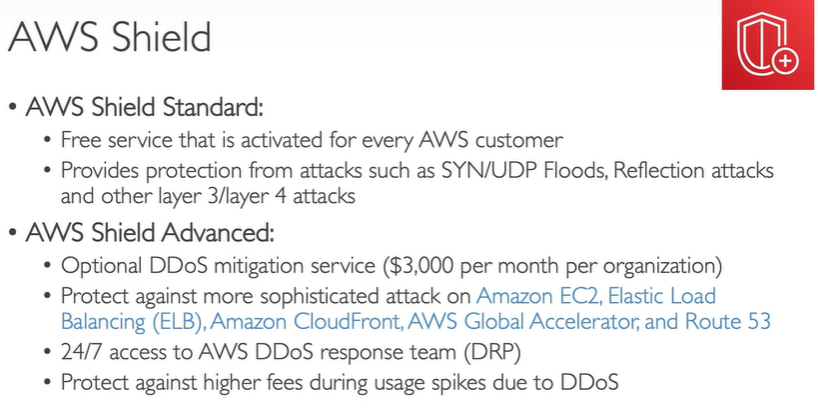 AWS Shield
• AWS Shield Standard:
• Free service that is activated for every AWS customer
• Provides protection from attacks such as SYN/UDP Floods, Reflection attacks
and other layer 3/layer 4 attacks
• AWS Shield Advanced:
• Optional DDoS mitigation service ($3,000 per month per organization)
• Protect against more sophisticated attack on Amazon EC2, Elastic Load
Balancing (ELB), Amazon CloudFront, AWS Global Accelerator, and Route 53
• 24/7 access to AWS DDoS response team (DRP)
• Protect against higher fees during usage spikes due to DDoS